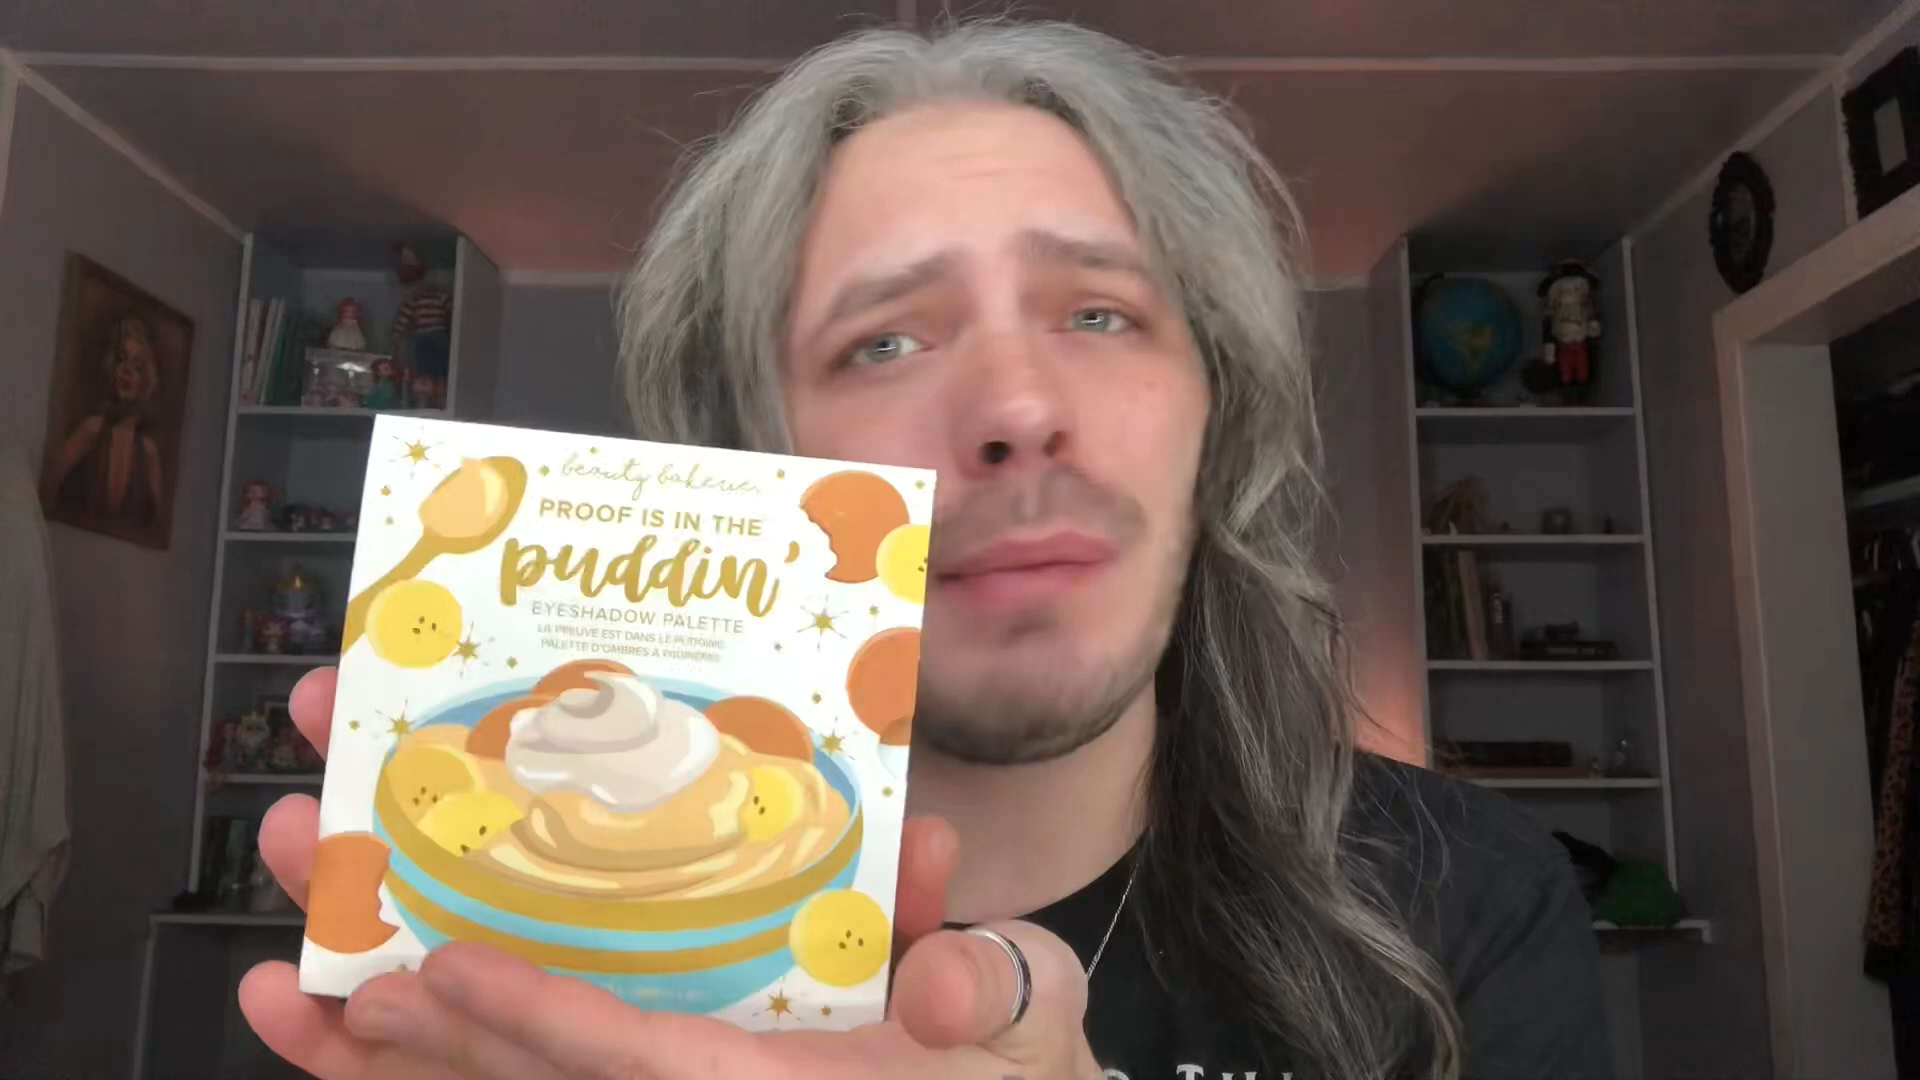 beauty bakerie
PROOF IS IN THE
puddin'
EYESHADOW PALETTE
LA PREUVE EST DANS LE PUDDING
PALETTE D'OMBRES À PAUPIÈRES